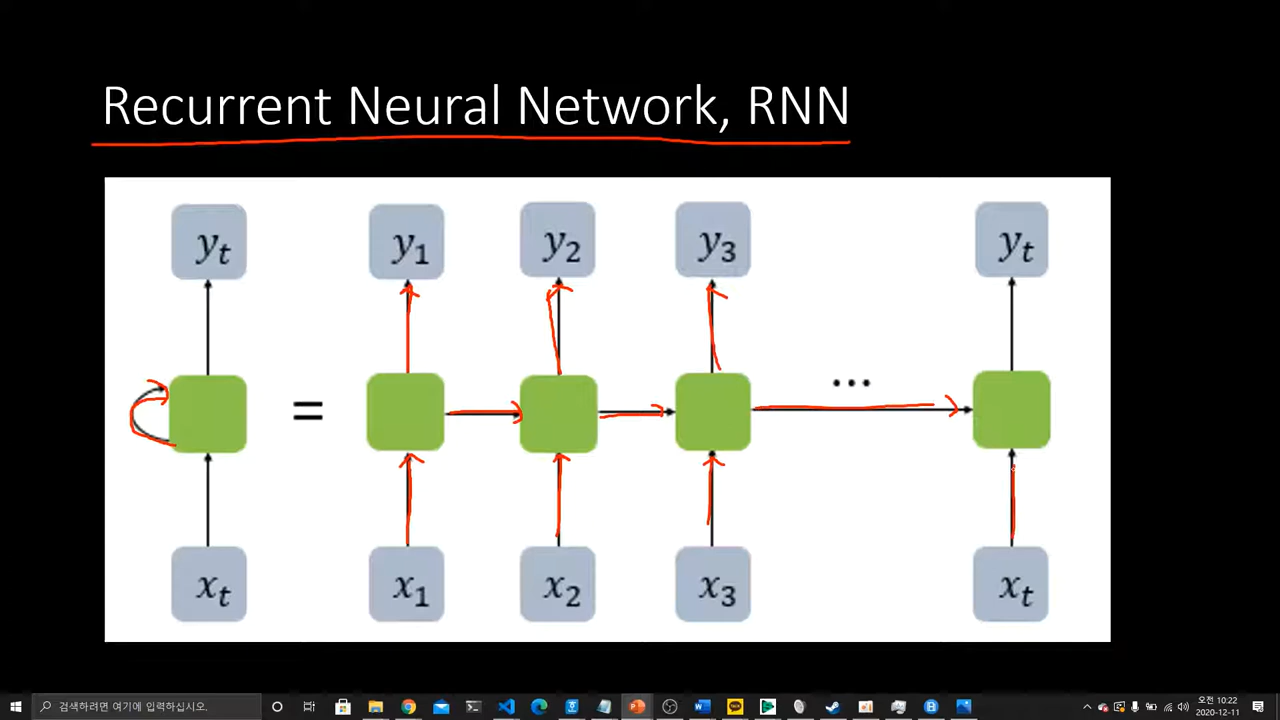 Recurrent Neural Network, RNN
yt y1 y2 y3 yt
=
...
xt x1 x2 x3 xt
검색하려면 여기에 입력하십시오.
오전 10:22
2020-12-11